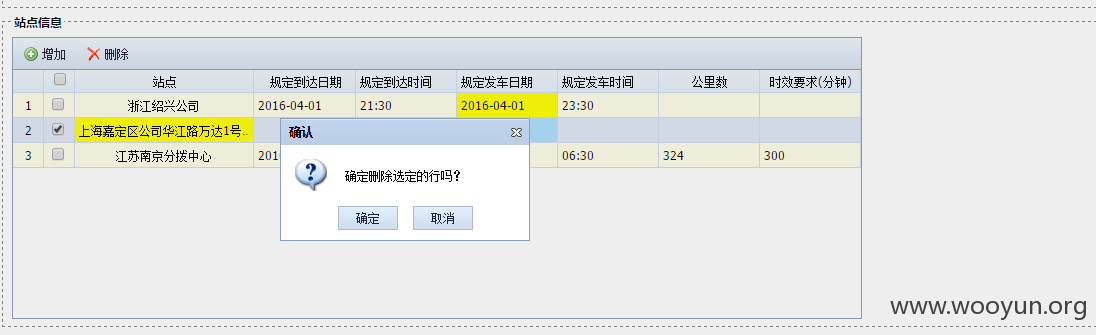 站点信息
增加 删除
站点 规定到达日期 规定到达时间 规定发车日期 规定发车时间 公里数 时效要求(分钟)
1 浙江绍兴公司 2016-04-01 21:30 2016-04-01 23:30
2 上海嘉定区公司华江路万达1号..
3 江苏南京分拨中心 201 06:30 324 300
确认
确定删除选定的行吗?
确定 取消
www.wooyun.org